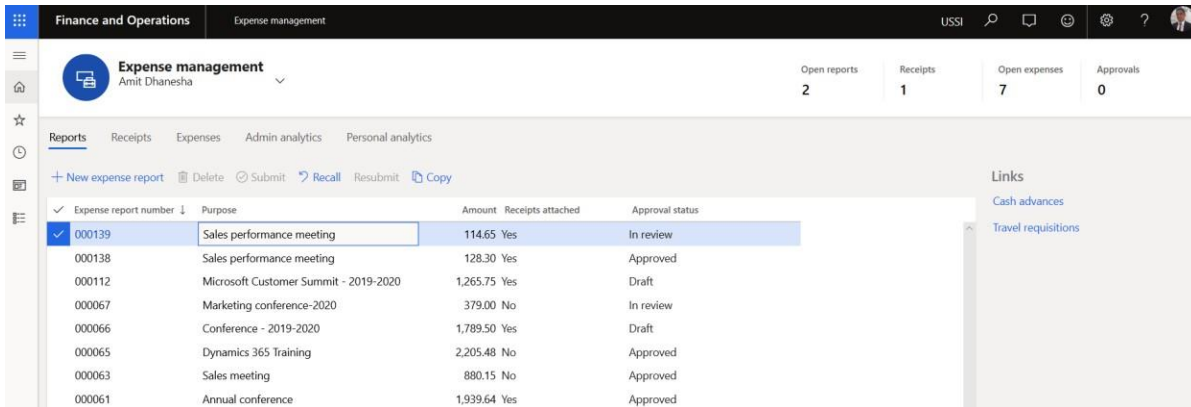 Finance and Operations Expense management USSI ?
Expense management
Amit Dhanesha
Open reports Receipts Open expenses Approvals
2 1 7 0
Reports Receipts Expenses Admin analytics Personal analytics
+ New expense report Delete Submit Recall Resubmit Copy
Links
Cash advances
Travel requisitions
Expense report number ↓ Purpose Amount Receipts attached Approval status
000139 Sales performance meeting 114.65 Yes In review
000138 Sales performance meeting 128.30 Yes Approved
000112 Microsoft Customer Summit - 2019-2020 1,265.75 Yes Draft
000067 Marketing conference-2020 379.00 No In review
000066 Conference - 2019-2020 1,789.50 Yes Draft
000065 Dynamics 365 Training 2,205.48 No Approved
000063 Sales meeting 880.15 No Approved
000061 Annual conference 1,939.64 Yes Approved